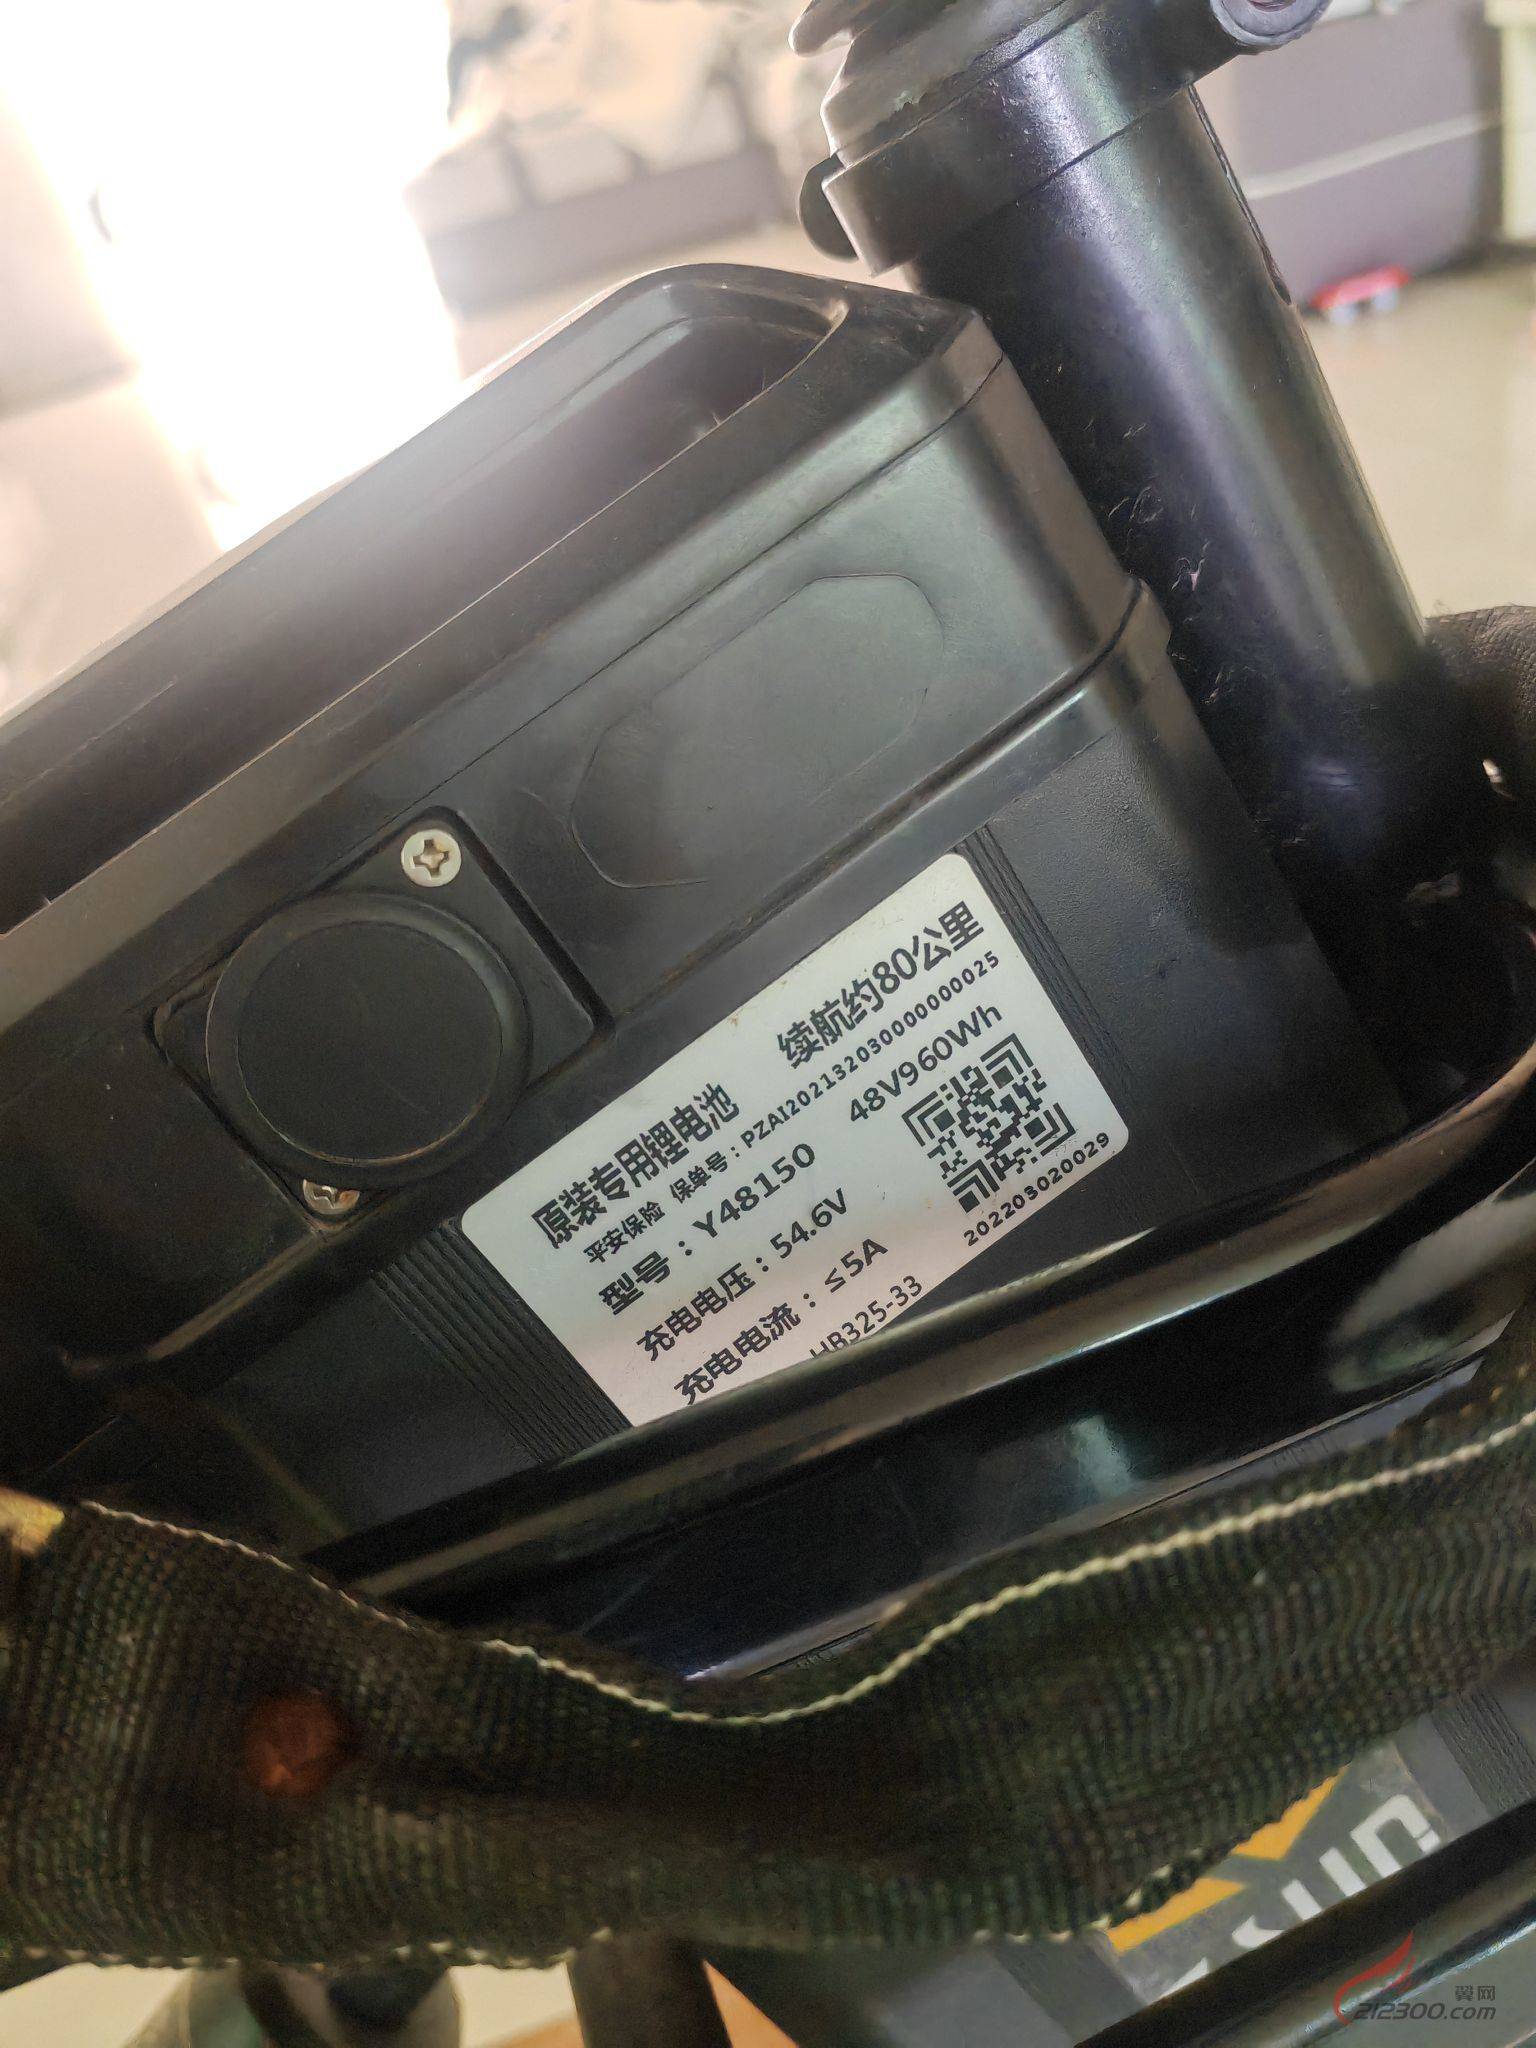 原装专用锂电池 续航约80公里
平安保险 保单号：PZAI202132030000000025
型号：Y48150 48V960Wh
充电电压：54.6V
充电电流：≤5A
202203020029
HB325-33
翼网
212300.com